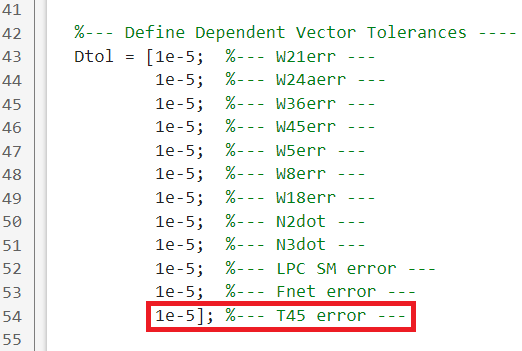 41
42 %--- Define Dependent Vector Tolerances ----
43 Dtol = [1e-5; %--- W21err ---
44 1e-5; %--- W24aerr ---
45 1e-5; %--- W36err ---
46 1e-5; %--- W45err ---
47 1e-5; %--- W5err ---
48 1e-5; %--- W8err ---
49 1e-5; %--- W18err ---
50 1e-5; %--- N2dot ---
51 1e-5; %--- N3dot ---
52 1e-5; %--- LPC SM error ---
53 1e-5; %--- Fnet error ---
54 1e-5]; %--- T45 error ---
55